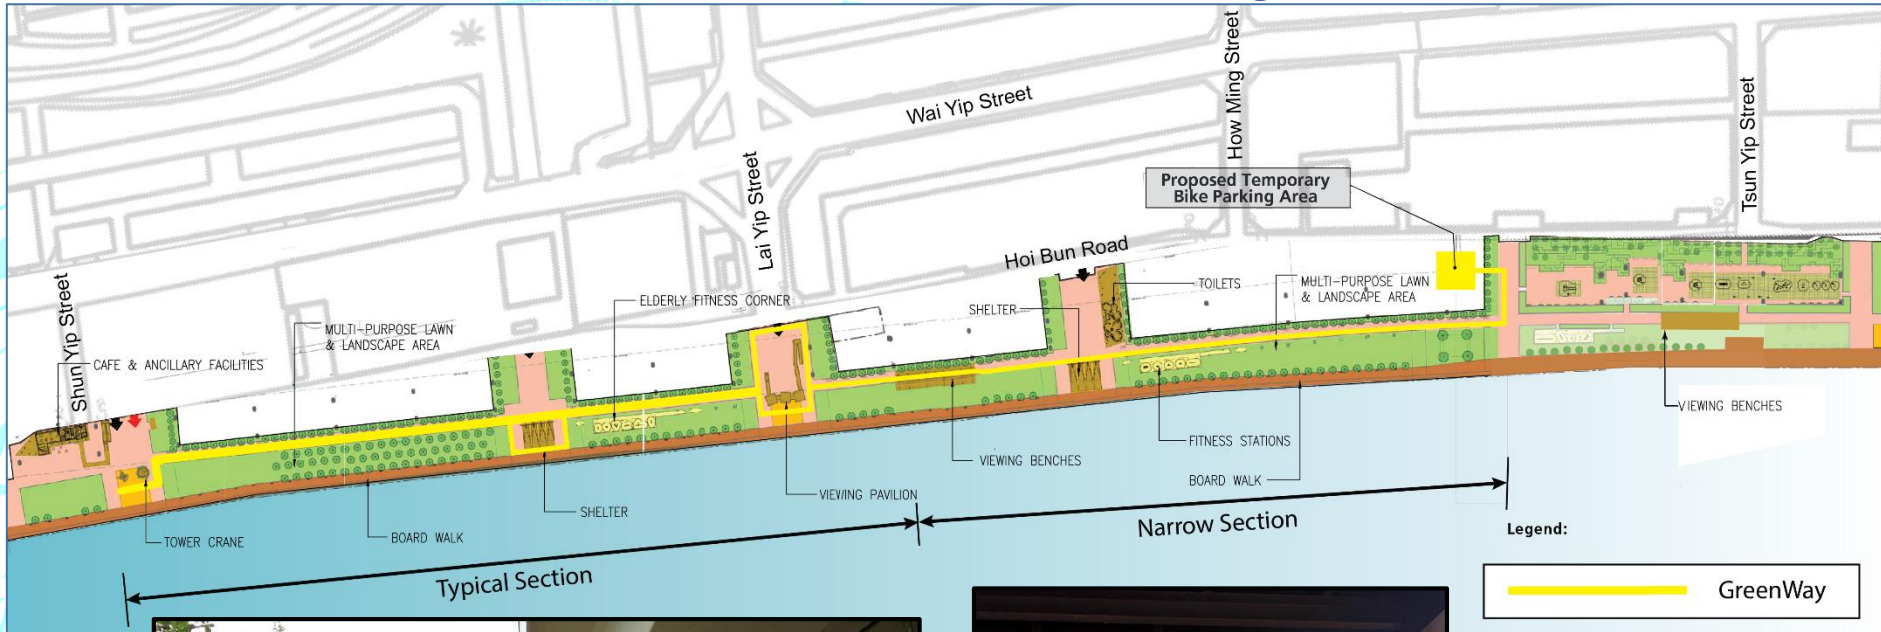 Wai Yip Street
How Ming Street
Tsun Yip Street
Lai Yip Street
Shun Yip Street
Hoi Bun Road
Proposed Temporary
Bike Parking Area
CAFE & ANCILLARY FACILITIES
MULTI-PURPOSE LAWN
& LANDSCAPE AREA
ELDERLY FITNESS CORNER
SHELTER
TOILETS
MULTI-PURPOSE LAWN
& LANDSCAPE AREA
TOWER CRANE
BOARD WALK
SHELTER
VIEWING PAVILION
VIEWING BENCHES
FITNESS STATIONS
BOARD WALK
VIEWING BENCHES
Typical Section
Narrow Section
Legend:
GreenWay